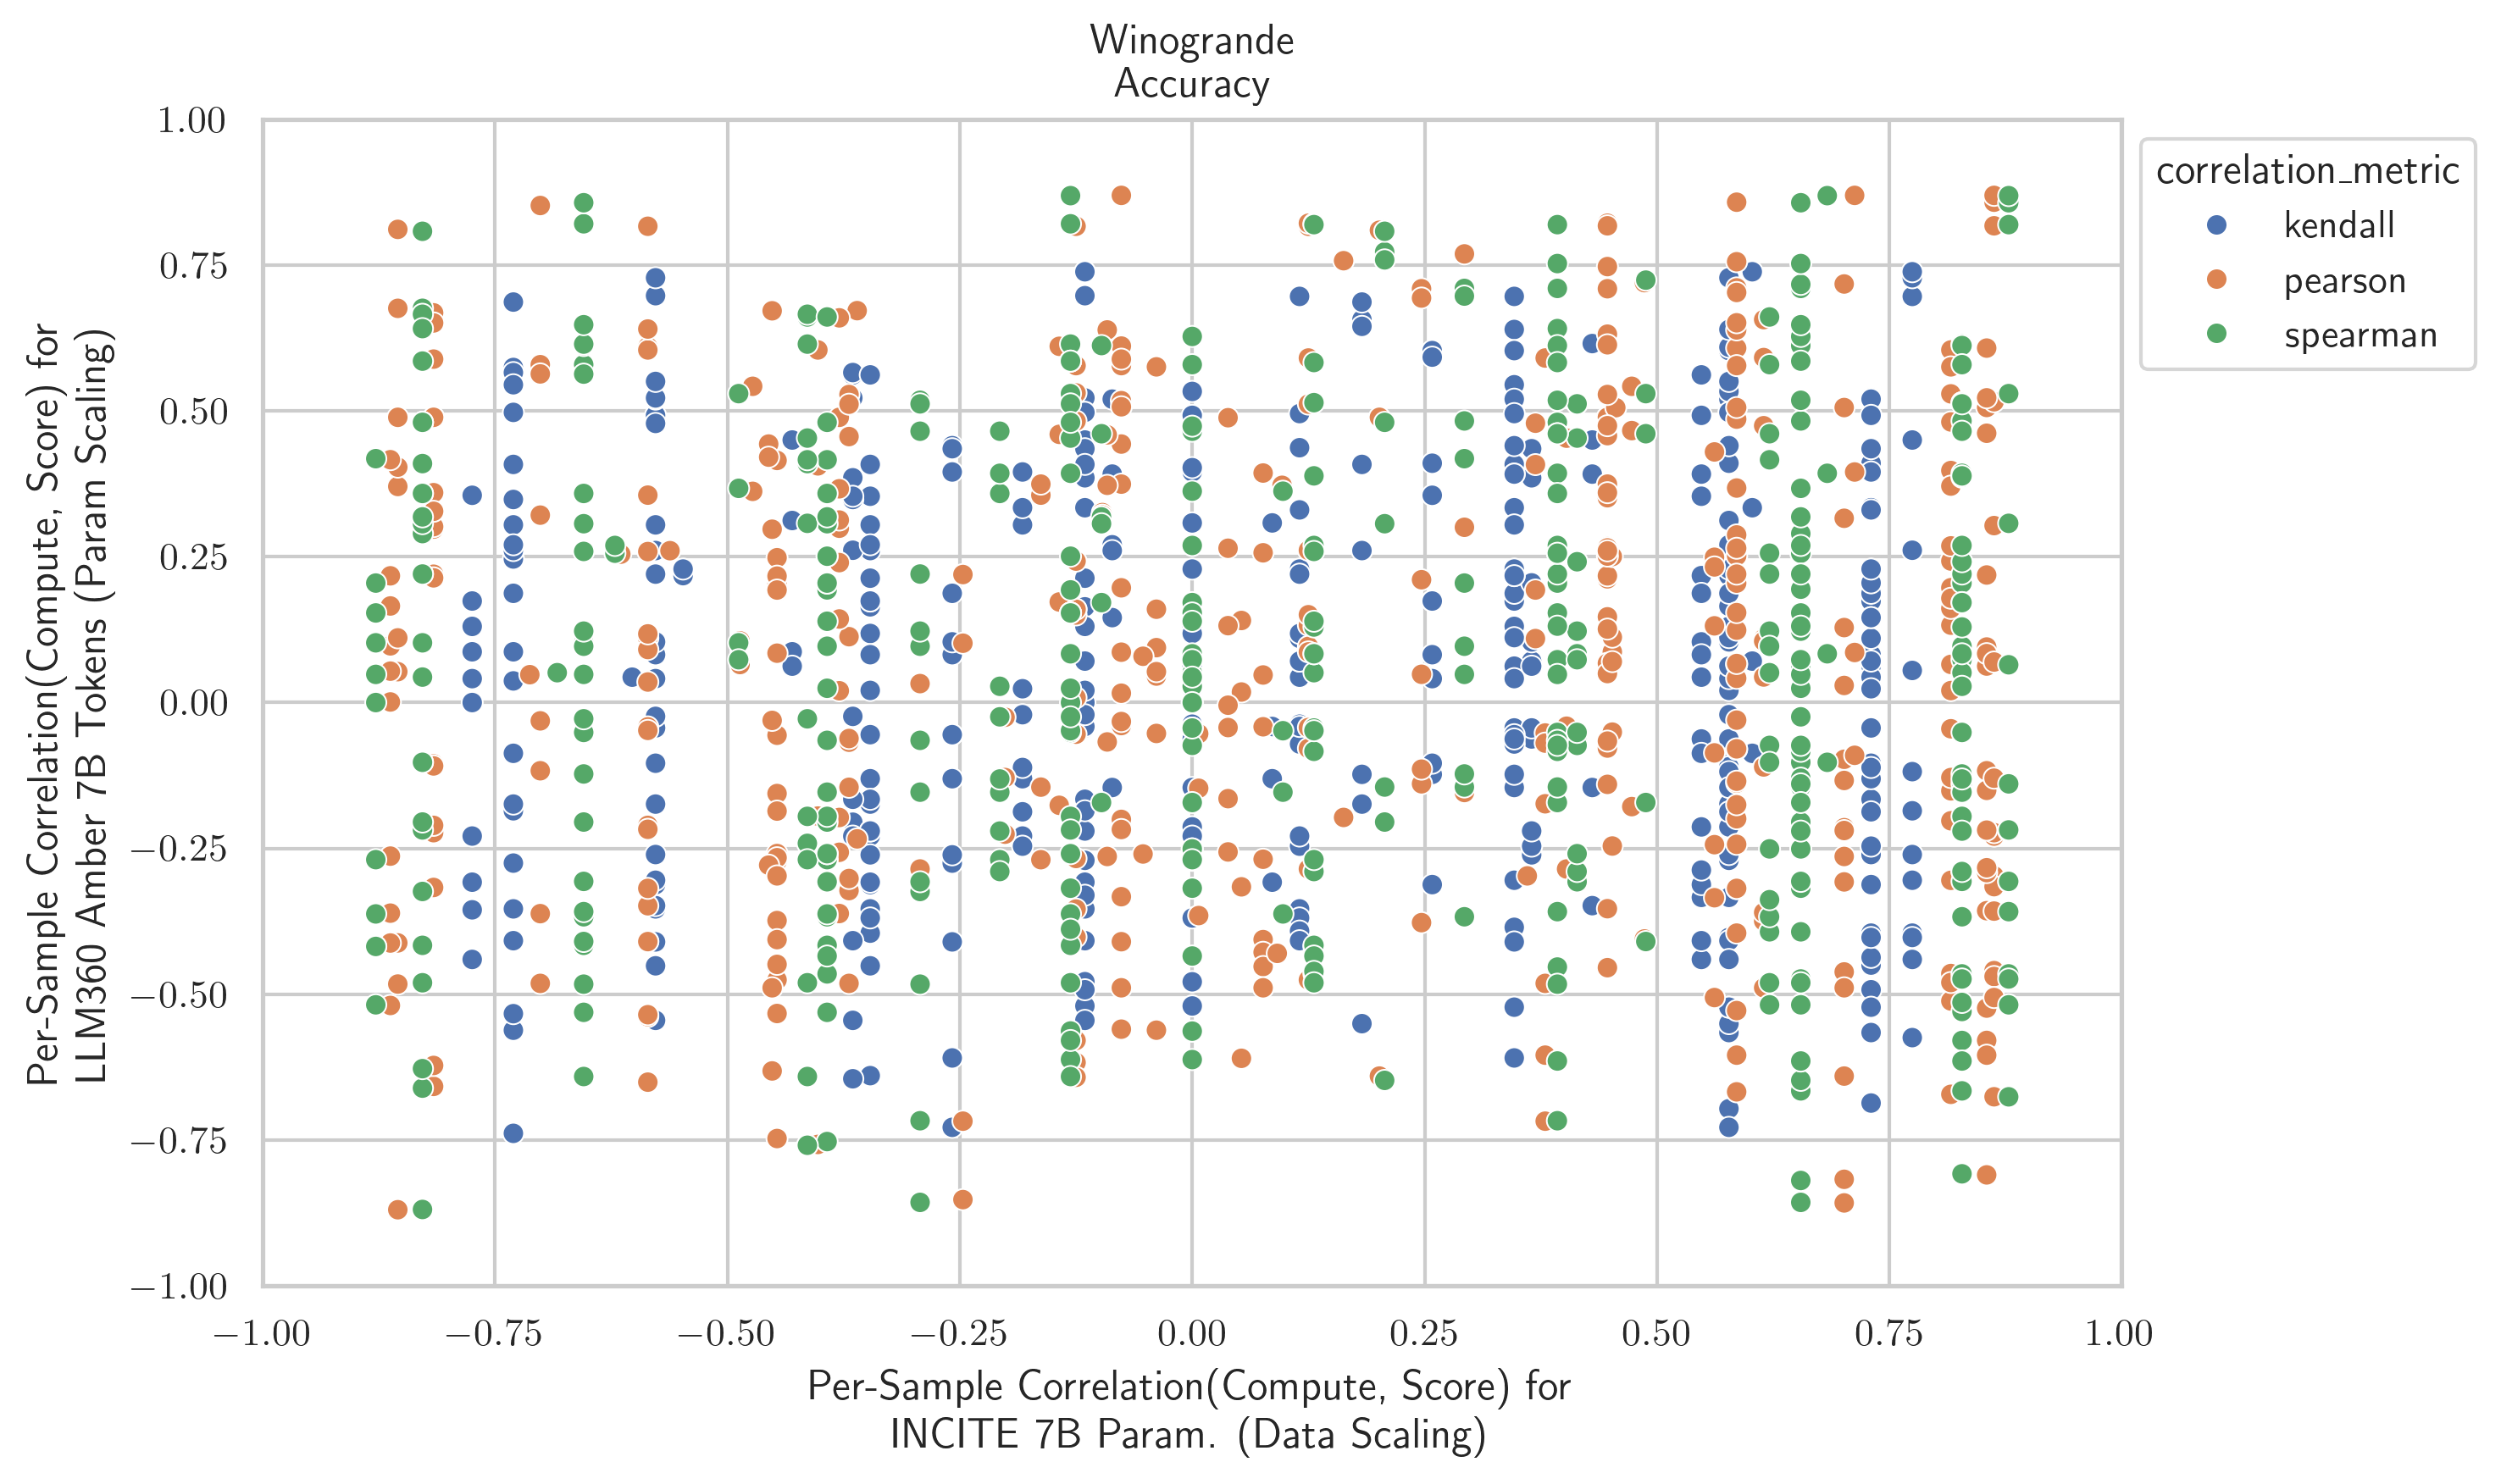 Winogrande
Accuracy
1.00
0.75
0.50
0.25
0.00
−0.25
−0.50
−0.75
−1.00
Per-Sample Correlation(Compute, Score) for
LLM360 Amber 7B Tokens (Param Scaling)
−1.00 −0.75 −0.50 −0.25 0.00 0.25 0.50 0.75 1.00
Per-Sample Correlation(Compute, Score) for
INCITE 7B Param. (Data Scaling)
correlation_metric
kendall
pearson
spearman